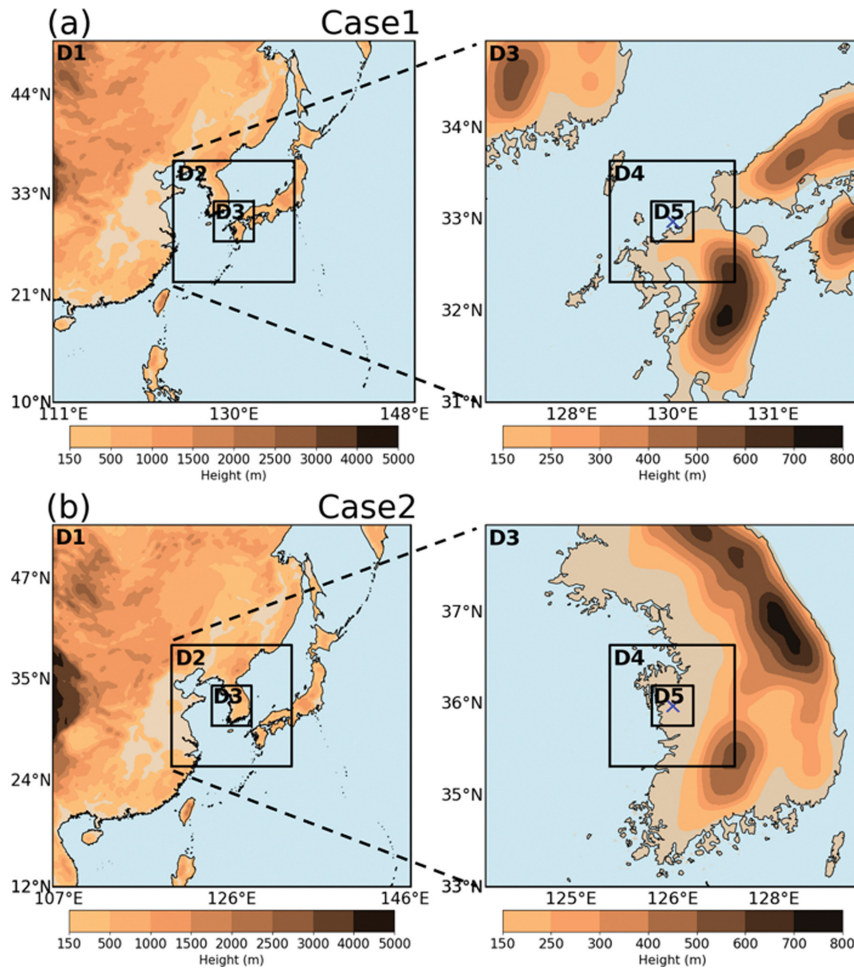 (a) Case1
D1
D2
D3
44°N
33°N
21°N
10°N
111°E 130°E 148°E
150 500 1000 1500 2000 3000 4000 5000
Height (m)
D3
D4
D5
34°N
33°N
32°N
31°N
128°E 130°E 131°E
150 250 300 400 500 600 700 800
Height (m)
(b) Case2
D1
D2
D3
47°N
35°N
24°N
12°N
107°E 126°E 146°E
150 500 1000 1500 2000 3000 4000 5000
Height (m)
D3
D4
D5
37°N
36°N
35°N
33°N
125°E 126°E 128°E
150 250 300 400 500 600 700 800
Height (m)